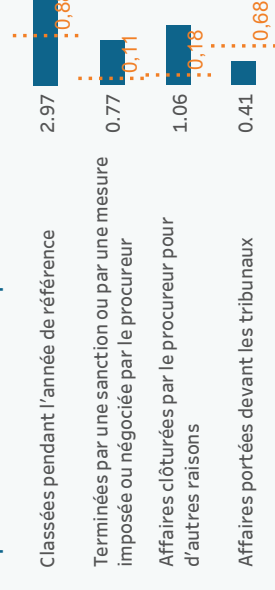 Classées pendant l’année de référence
2.97
Terminées par une sanction ou par une mesure
imposée ou négociée par le procureur
0.77
0,11
Affaires clôturées par le procureur pour
d’autres raisons
1.06
0,18
Affaires portées devant les tribunaux
0.41
0,68